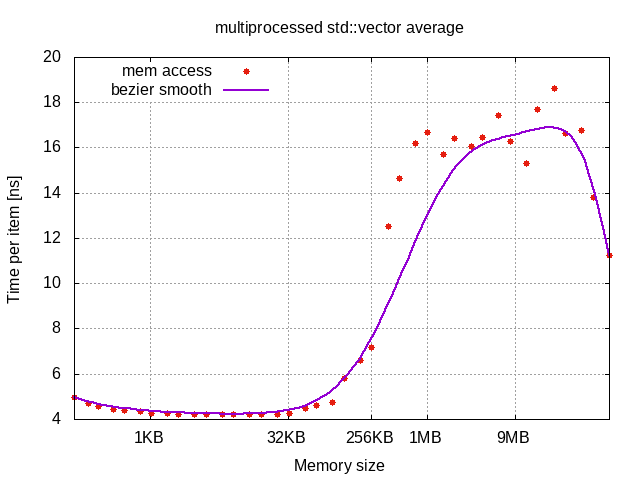 multiprocessed std::vector average
mem access
bezier smooth
20
18
16
14
12
10
8
6
4
Time per item [ns]
1KB
32KB
256KB
1MB
9MB
Memory size